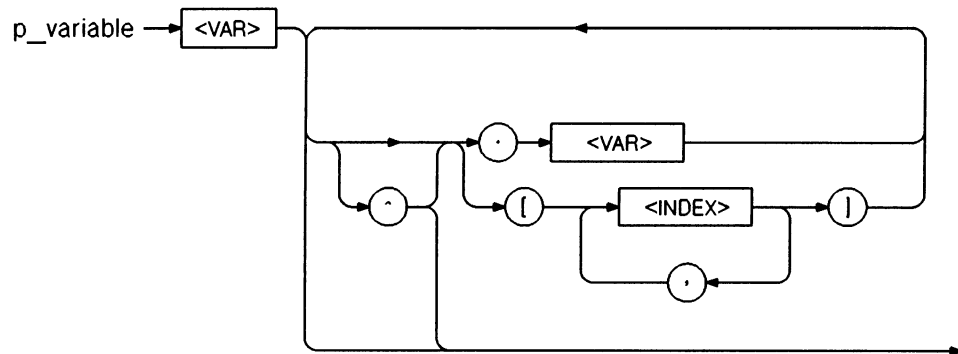 p_variable <VAR>
. <VAR>
^ [ <INDEX> ]
,